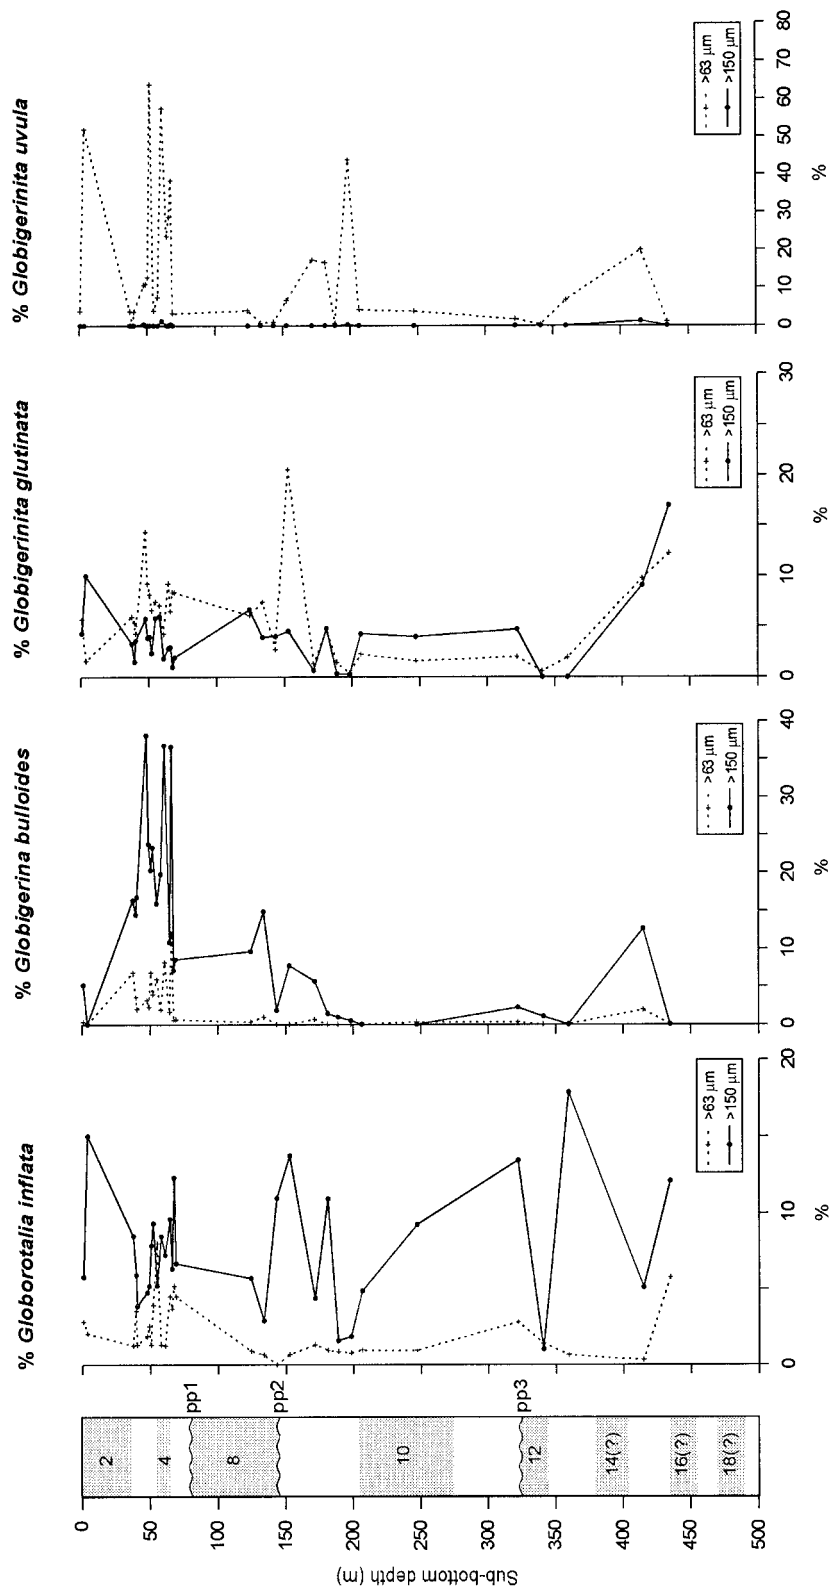 % Globorotalia inflata
% Globigerina bulloides
% Globigerinita glutinata
% Globigerinita uvula
Sub-bottom depth (m)
0
50
100
150
200
250
300
350
400
450
500
2
4
8
10
12
14(?)
16(?)
18(?)
pp1
pp2
pp3
>63 µm
>150 µm
0
10
20
%
>63 µm
>150 µm
0
10
20
30
40
%
>63 µm
>150 µm
0
10
20
30
%
>63 µm
>150 µm
0
10
20
30
40
50
60
70
80
%